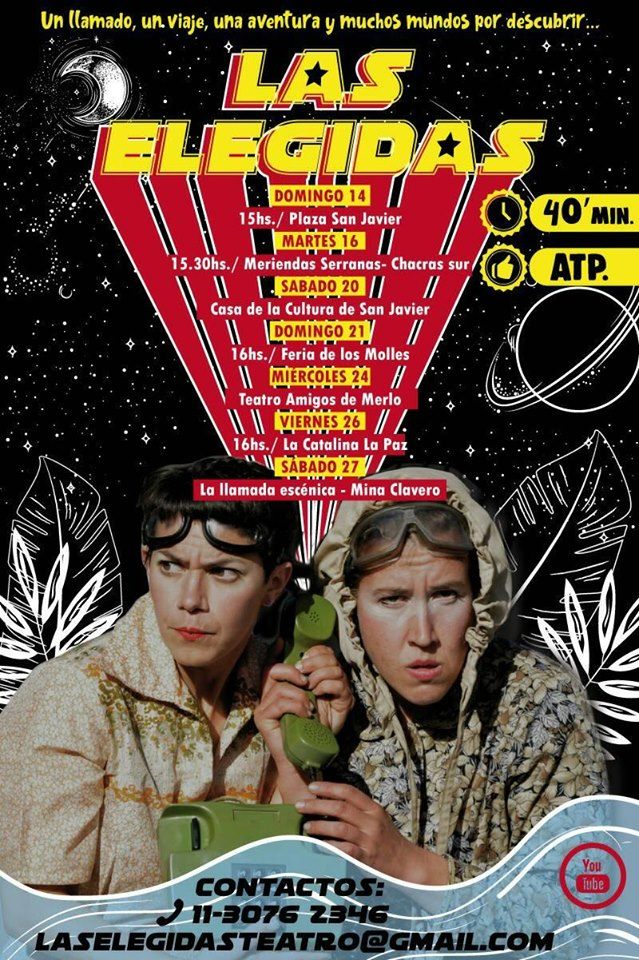 Un llamado, un viaje, una aventura y muchos mundos por descubrir...
LAS
ELEGIDAS
DOMINGO 14
15hs./ Plaza San Javier
MARTES 16
15.30hs./ Meriendas Serranas- Chacras sur
SABADO 20
Casa de la Cultura de San Javier
DOMINGO 21
16hs./ Feria de los Molles
MIÉRCOLES 24
Teatro Amigos de Merlo
VIERNES 26
16hs./ La Catalina La Paz
SÁBADO 27
La llamada escénica - Mina Clavero
40'MIN.
ATP.
You
Tube
CONTACTOS:
11-3076 2346
LASELEGIDASTEATRO@GMAIL.COM